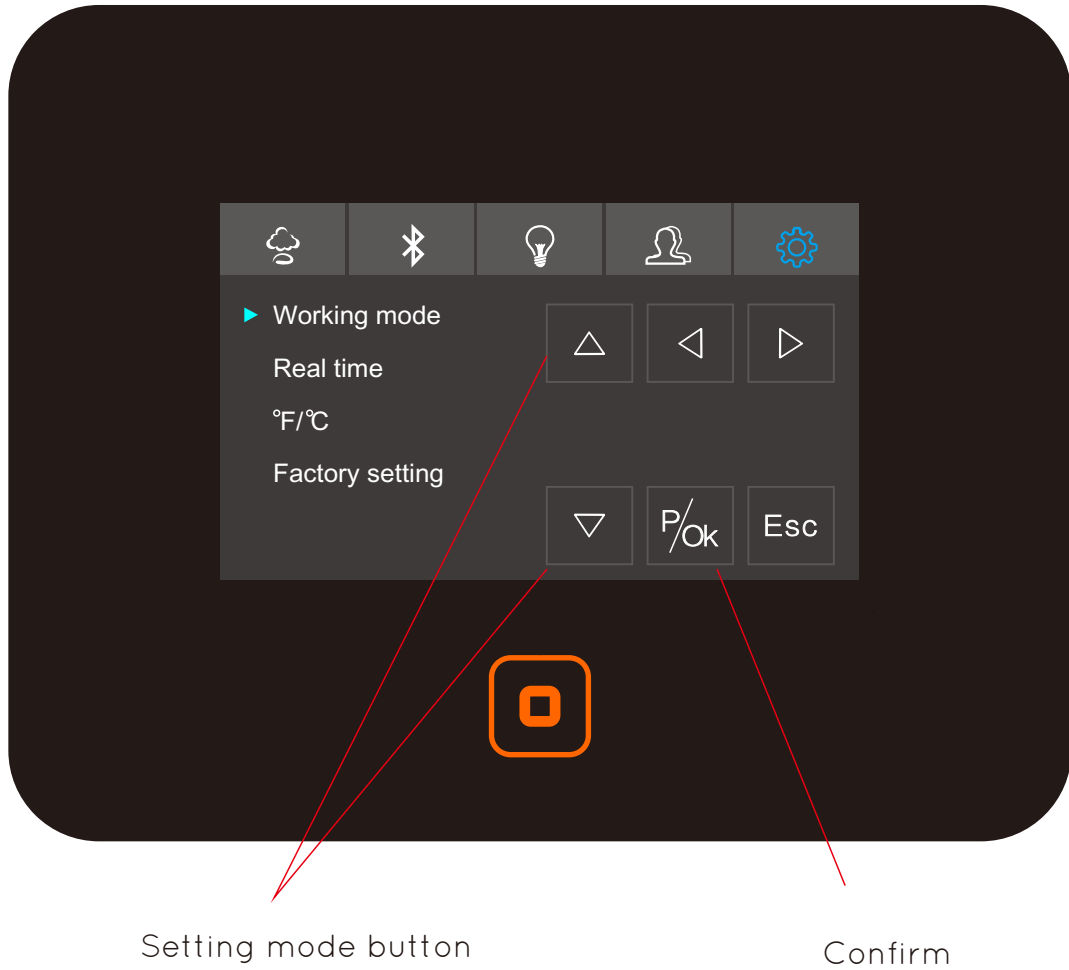 Working mode
Real time
°F/°C
Factory setting
P/Ok
Esc
Setting mode button
Confirm